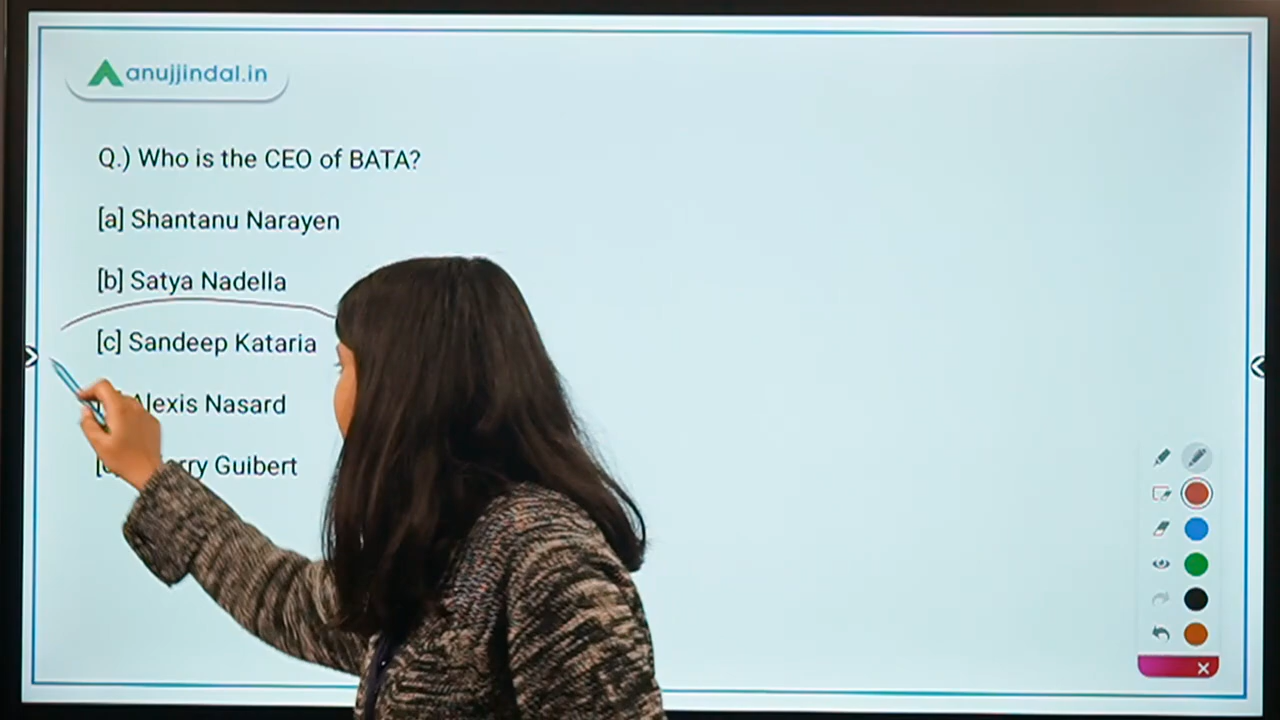 anujjindal.in
Q.) Who is the CEO of BATA?
[a] Shantanu Narayen
[b] Satya Nadella
[c] Sandeep Kataria
Alexis Nasard
Guibert